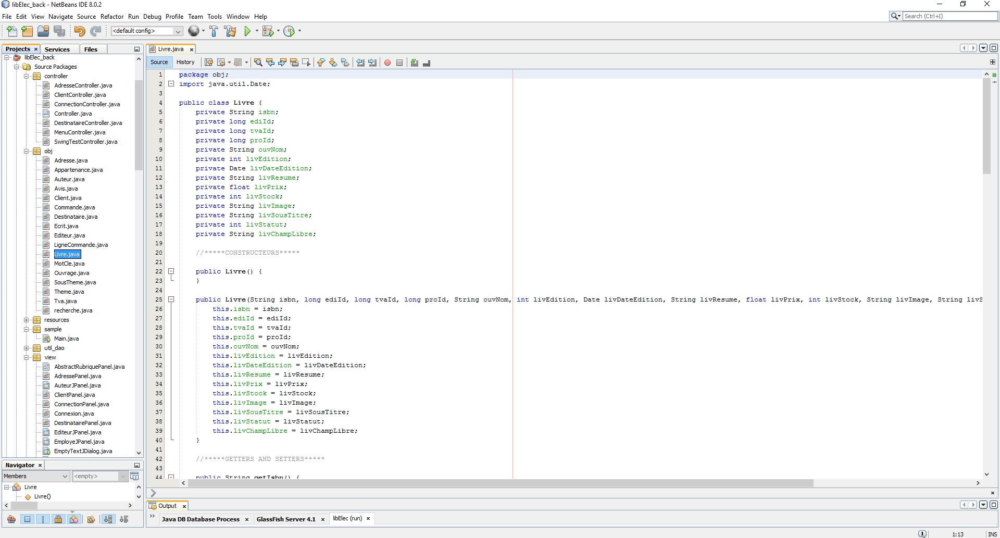 libElec_back - NetBeans IDE 8.0.2
File Edit View Navigate Source Refactor Run Debug Profile Team Tools Window Help
Search (Ctrl+I)
<default config>
Projects Services Files
libElec_back
Source Packages
controller
AdresseController.java
ClientController.java
ConnectionController.java
Controller.java
DestinataireController.java
MenuController.java
SwingTestController.java
obj
Adresse.java
Appartenance.java
Auteur.java
Avis.java
Client.java
Commande.java
Destinataire.java
Ecrit.java
Editeur.java
LigneCommande.java
Livre.java
MotCle.java
Ouvrage.java
SousTheme.java
Theme.java
Tva.java
recherche.java
resources
sample
Main.java
util_dao
view
AbstractRubriquePanel.java
AdressePanel.java
AuteurJPanel.java
ClientPanel.java
ConnectionPanel.java
Connexion.java
DestinatairePanel.java
EditeurJPanel.java
EmployeJPanel.java
EmptyTextJDialog.java
Navigator
Members <empty>
Livre
Livre()
Livre.java
Source History
1 package obj;
2 import java.util.Date;
3
4 public class Livre {
5 private String isbn;
6 private long ediId;
7 private long tvaId;
8 private long proId;
9 private String ouvNom;
10 private int livEdition;
11 private Date livDateEdition;
12 private String livResume;
13 private float livPrix;
14 private int livStock;
15 private String livImage;
16 private String livSousTitre;
17 private int livStatut;
18 private String livChampLibre;
19
20 //*****CONSTRUCTEURS*****
21
22 public Livre() {
23 }
24
25 public Livre(String isbn, long ediId, long tvaId, long proId, String ouvNom, int livEdition, Date livDateEdition, String livResume, float livPrix, int livStock, String livImage, String livS
26 this.isbn = isbn;
27 this.ediId = ediId;
28 this.tvaId = tvaId;
29 this.proId = proId;
30 this.ouvNom = ouvNom;
31 this.livEdition = livEdition;
32 this.livDateEdition = livDateEdition;
33 this.livResume = livResume;
34 this.livPrix = livPrix;
35 this.livStock = livStock;
36 this.livImage = livImage;
37 this.livSousTitre = livSousTitre;
38 this.livStatut = livStatut;
39 this.livChampLibre = livChampLibre;
40 }
41
42 //*****GETTERS AND SETTERS*****
43
44 public String getIsbn() {
Output
Java DB Database Process GlassFish Server 4.1 libElec (run)
1 1:13 INS